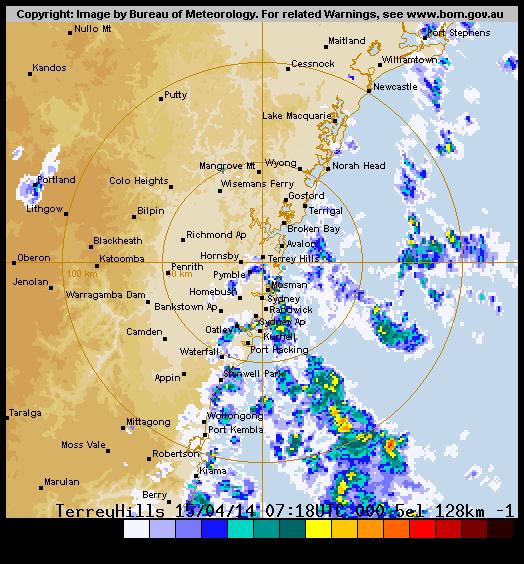 Copyright: Image by Bureau of Meteorology. For related Warnings, see www.bom.gov.au
Nullo Mt
Port Stephens
Maitland
Williamtown
Kandos
Cessnock
Putty
Newcastle
Lake Macquarie
Mangrove Mt
Wyong
Norah Head
Portland
Colo Heights
Wisemans Ferry
Gosford
Lithgow
Bilpin
Terrigal
Broken Bay
Blackheath
Richmond Ap
Avalon
Oberon
Katoomba
Hornsby
Terrey Hills
100 km
Penrith
Pymble
Jenolan
Warragamba Dam
Homebush
Mosman
Sydney
Bankstown Ap
Randwick
Sydney Ap
Camden
Oatley
Kurnell
Waterfall
Port Hacking
Appin
Stanwell Park
Taralga
Mittagong
Wollongong
Port Kembla
Moss Vale
Robertson
Kiama
Marulan
Berry
TerreyHills 15/04/14 07:18UTC 000.5el 128km -1